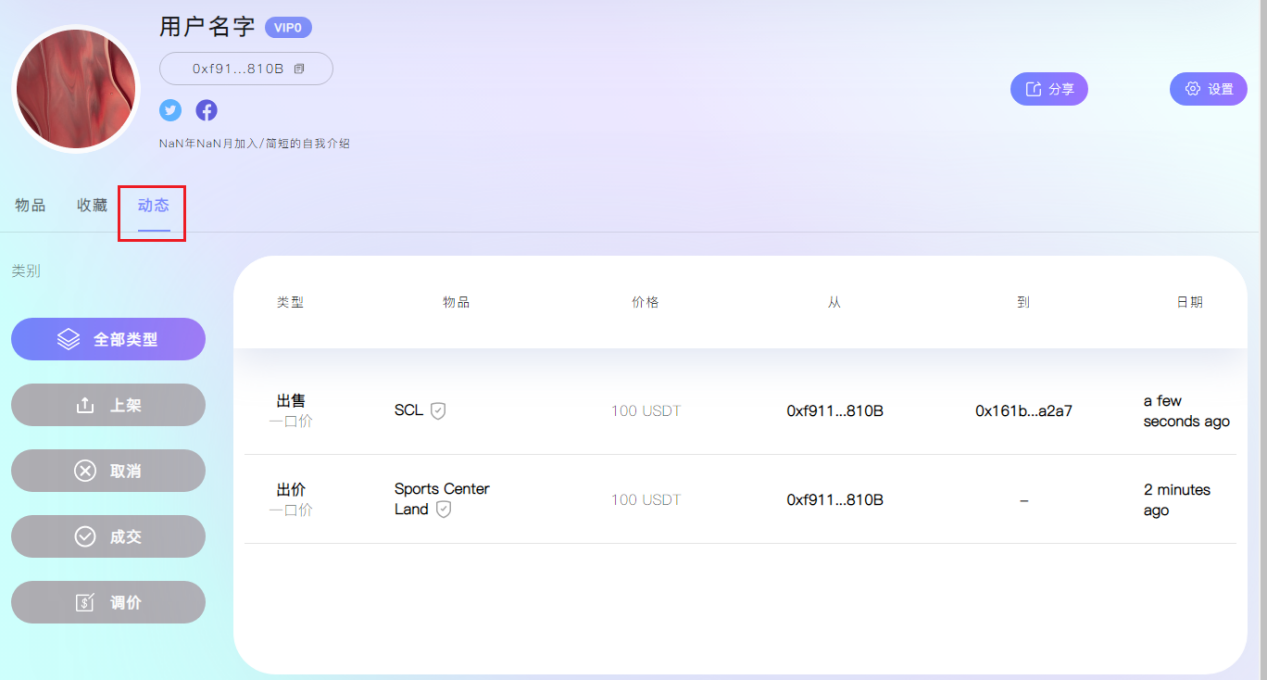 用户名字 VIP0
0xf91...810B
NaN年NaN月加入/简短的自我介绍
分享
设置
物品 收藏 动态
类别
全部类型
上架
取消
成交
调价
类型 物品 价格 从 到 日期
出售
一口价
SCL
100 USDT
0xf911...810B
0x161b...a2a7
a few
seconds ago
出价
一口价
Sports Center
Land
100 USDT
0xf911...810B
–
2 minutes
ago